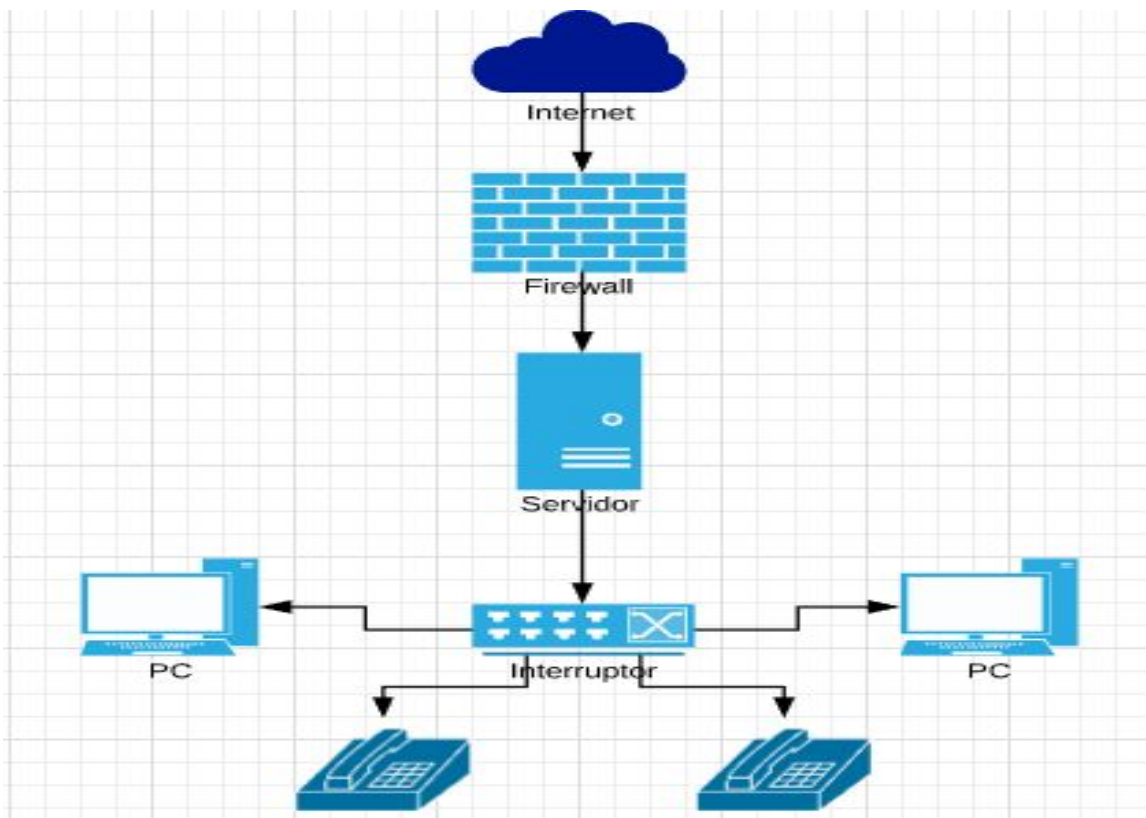 Internet
Firewall
Servidor
PC
Interruptor
PC